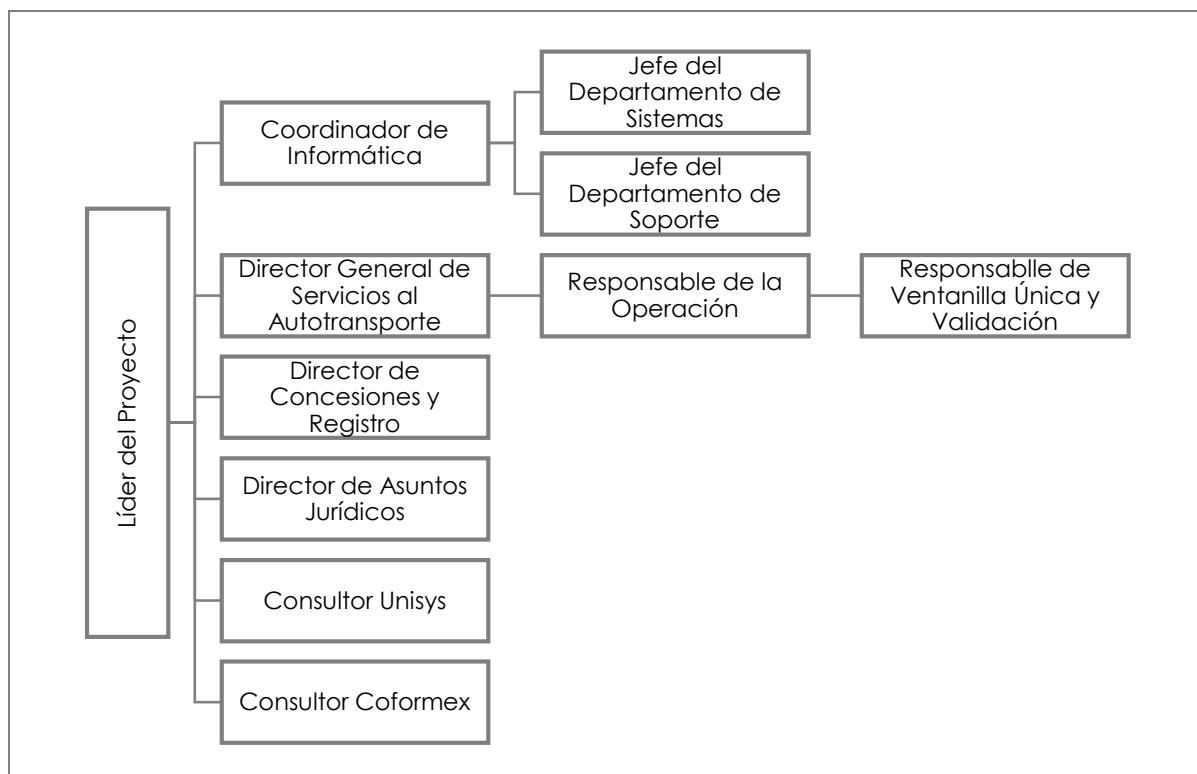 Líder del Proyecto
Coordinador de
Informática
Jefe del
Departamento de
Sistemas
Jefe del
Departamento de
Soporte
Director General de
Servicios al
Autotransporte
Responsable de la
Operación
Responsablle de
Ventanilla Única y
Validación
Director de
Concesiones y
Registro
Director de Asuntos
Jurídicos
Consultor Unisys
Consultor Coformex